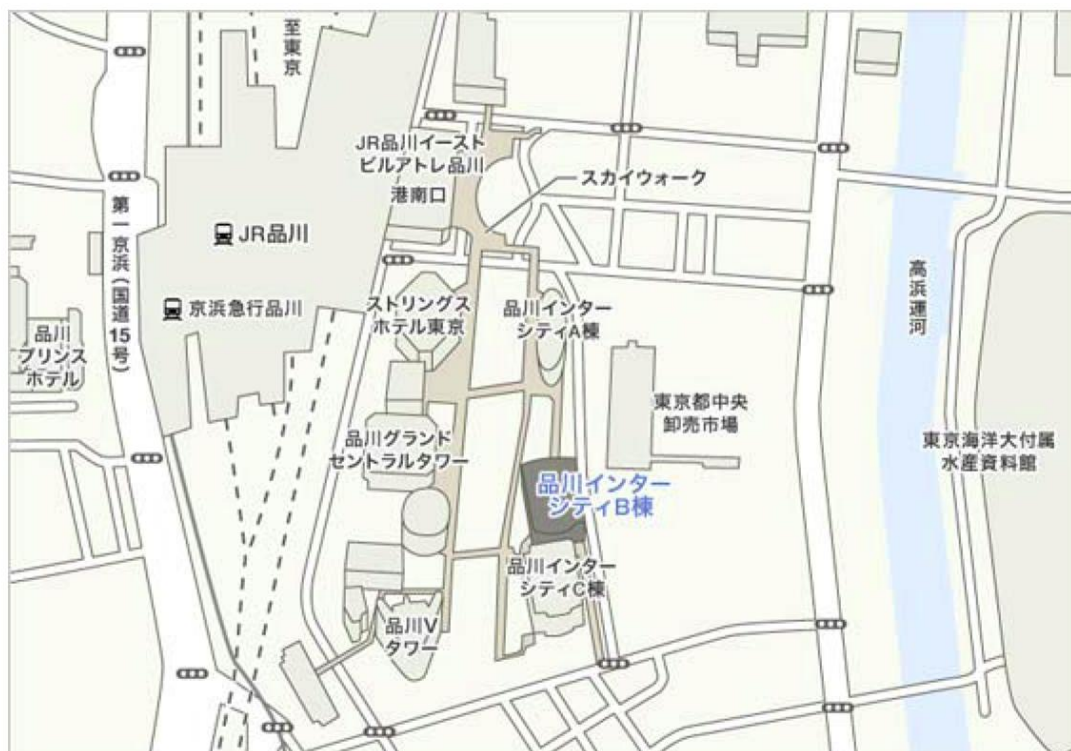 至東京
JR品川イースト
ビルアトレ品川
港南口
スカイウォーク
第一京浜(国道15号)
JR品川
京浜急行品川
高浜運河
ストリングス
ホテル東京
品川インター
シティA棟
品川
プリンス
ホテル
東京都中央
卸売市場
品川グランド
セントラルタワー
東京海洋大付属
水産資料館
品川インター
シティB棟
品川インター
シティC棟
品川V
タワー